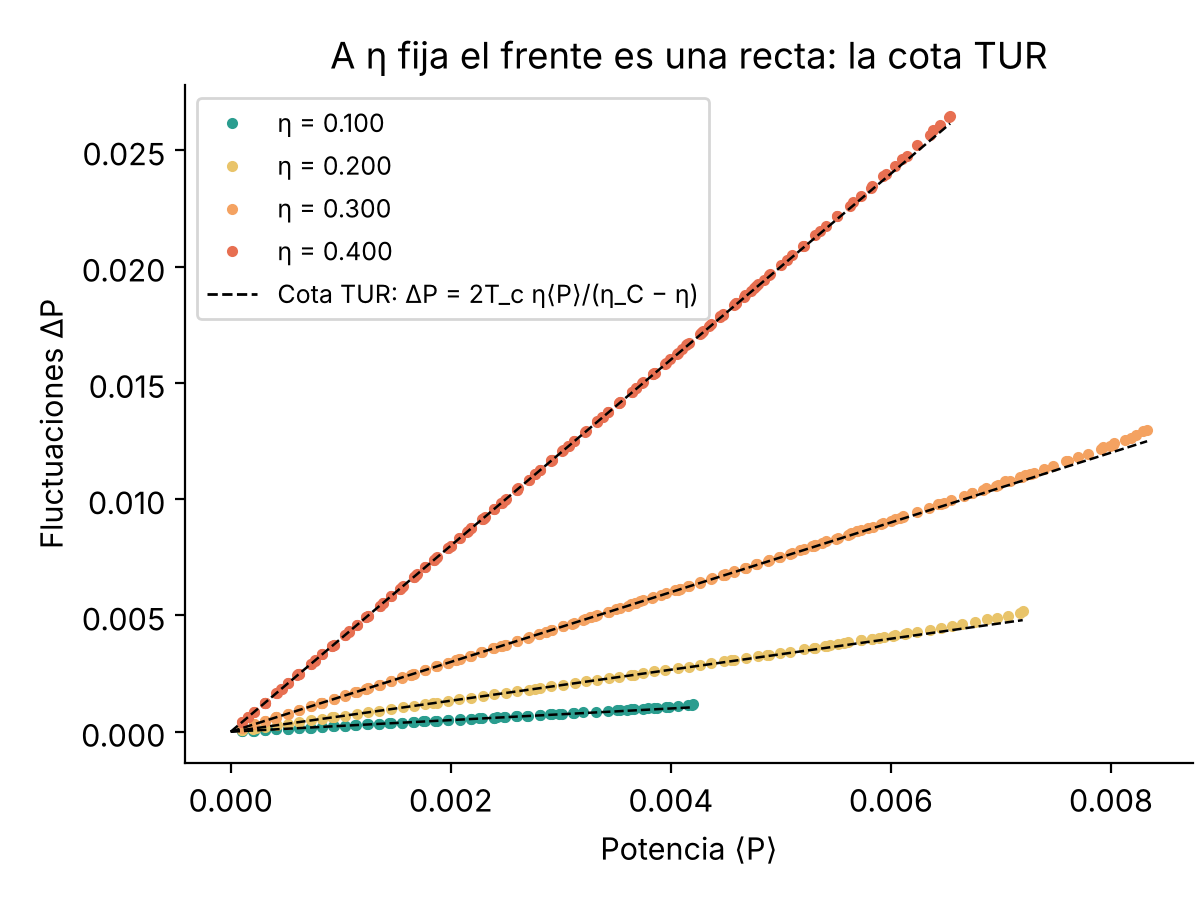 A η fija el frente es una recta: la cota TUR
η = 0.100
η = 0.200
η = 0.300
η = 0.400
Cota TUR: ΔP = 2T_c η⟨P⟩/(η_C − η)
Fluctuaciones ΔP
0.025
0.020
0.015
0.010
0.005
0.000
0.000 0.002 0.004 0.006 0.008
Potencia ⟨P⟩